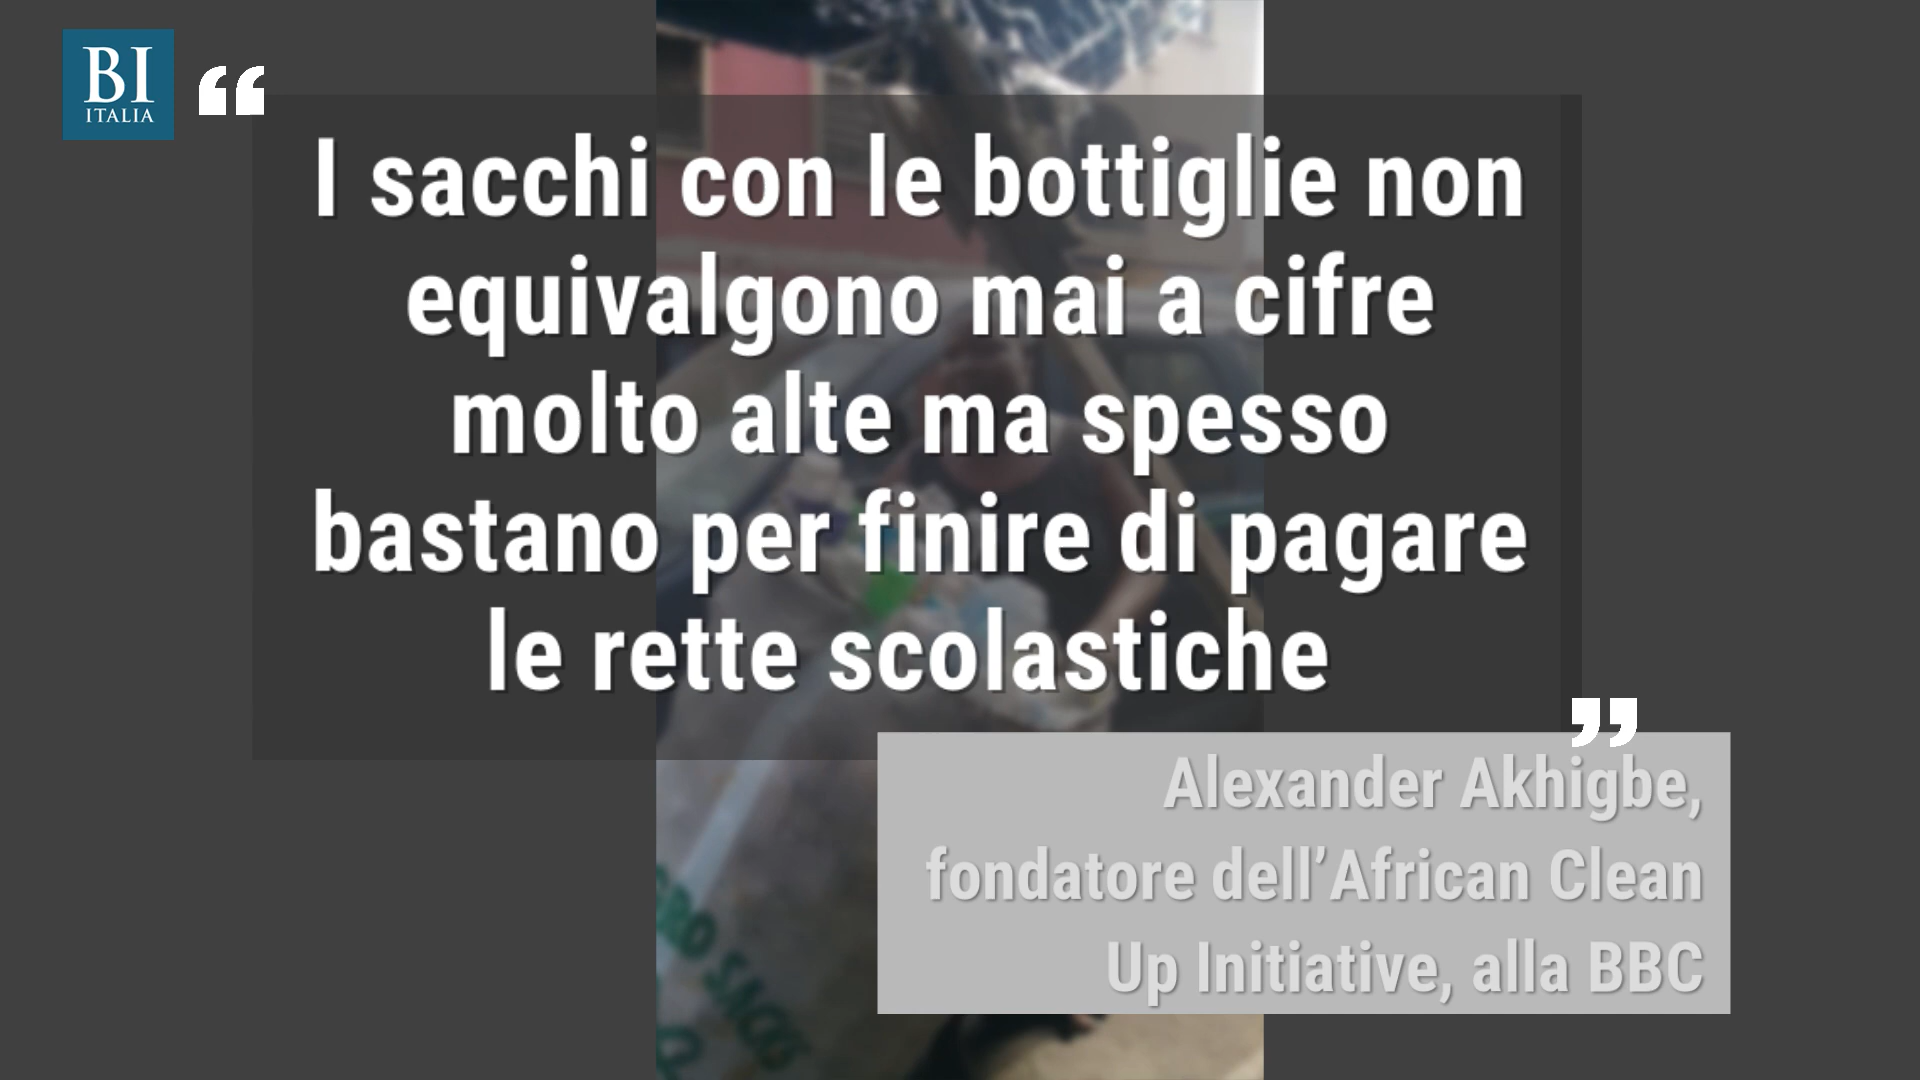 BI
ITALIA
“
I sacchi con le bottiglie non
equivalgono mai a cifre
molto alte ma spesso
bastano per finire di pagare
le rette scolastiche
”
Alexander Akhigbe,
fondatore dell’African Clean
Up Initiative, alla BBC